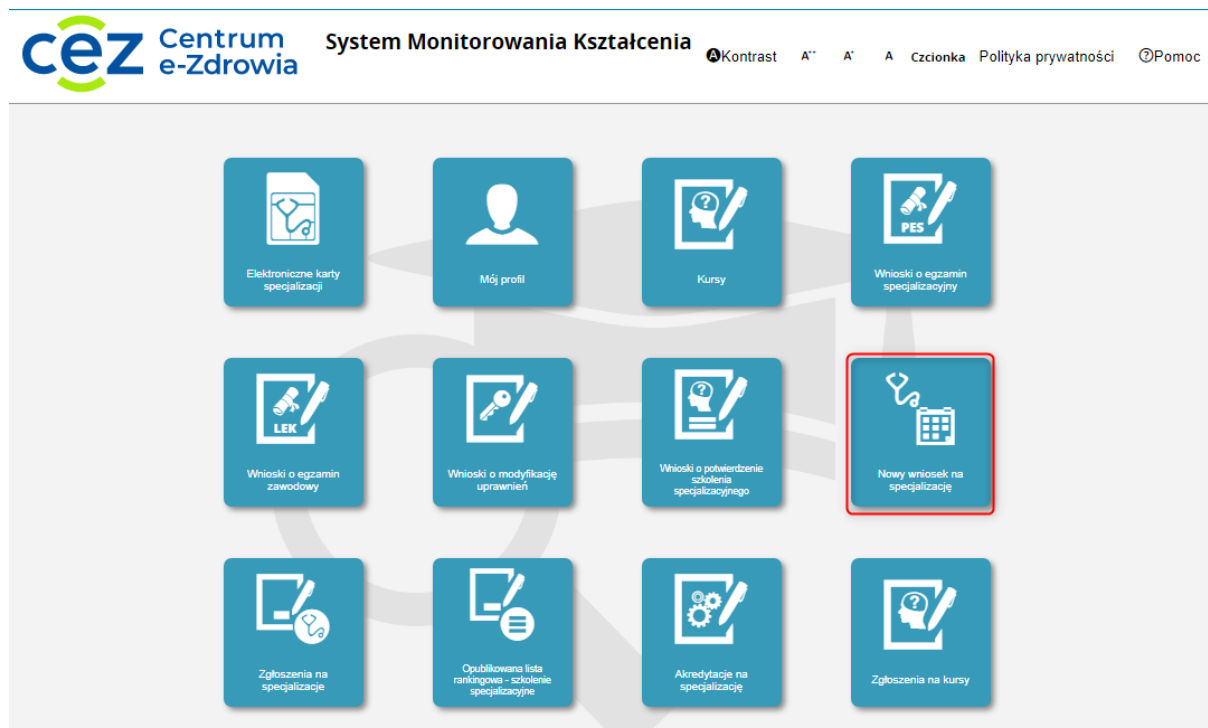 cez Centrum
e-Zdrowia
System Monitorowania Kształcenia
A Kontrast A++ A+ A Czcionka Polityka prywatności ?Pomoc
Elektroniczne karty
specjalizacji
Mój profil
?
Kursy
PES
Wnioski o egzamin
specjalizacyjny
LEK
Wnioski o egzamin
zawodowy
Wnioski o modyfikację
uprawnień
?
Wnioski o potwierdzenie
szkolenia
specjalizacyjnego
Nowy wniosek na
specjalizację
Zgłoszenia na
specjalizacje
Opublikowana lista
rankingowa - szkolenie
specjalizacyjne
Akredytacje na
specjalizację
?
Zgłoszenia na kursy